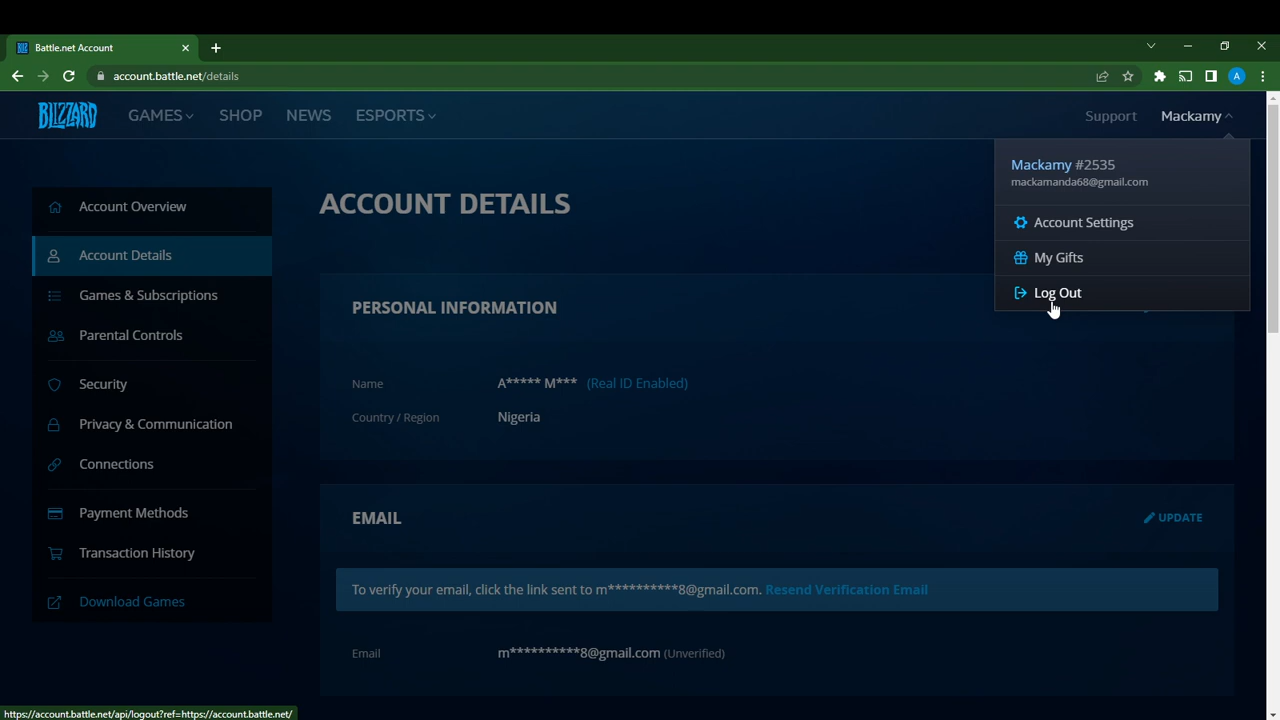 Battle.net Account
account.battle.net/details
A
BLIZZARD
GAMES
SHOP
NEWS
ESPORTS
Support
Mackamy
Mackamy #2535
mackamanda68@gmail.com
Account Settings
My Gifts
Log Out
Account Overview
Account Details
Games & Subscriptions
Parental Controls
Security
Privacy & Communication
Connections
Payment Methods
Transaction History
Download Games
ACCOUNT DETAILS
PERSONAL INFORMATION
Name A***** M*** (Real ID Enabled)
Country / Region Nigeria
EMAIL
UPDATE
To verify your email, click the link sent to m**********8@gmail.com. Resend Verification Email
Email m**********8@gmail.com (Unverified)
https://account.battle.net/api/logout?ref=https://account.battle.net/